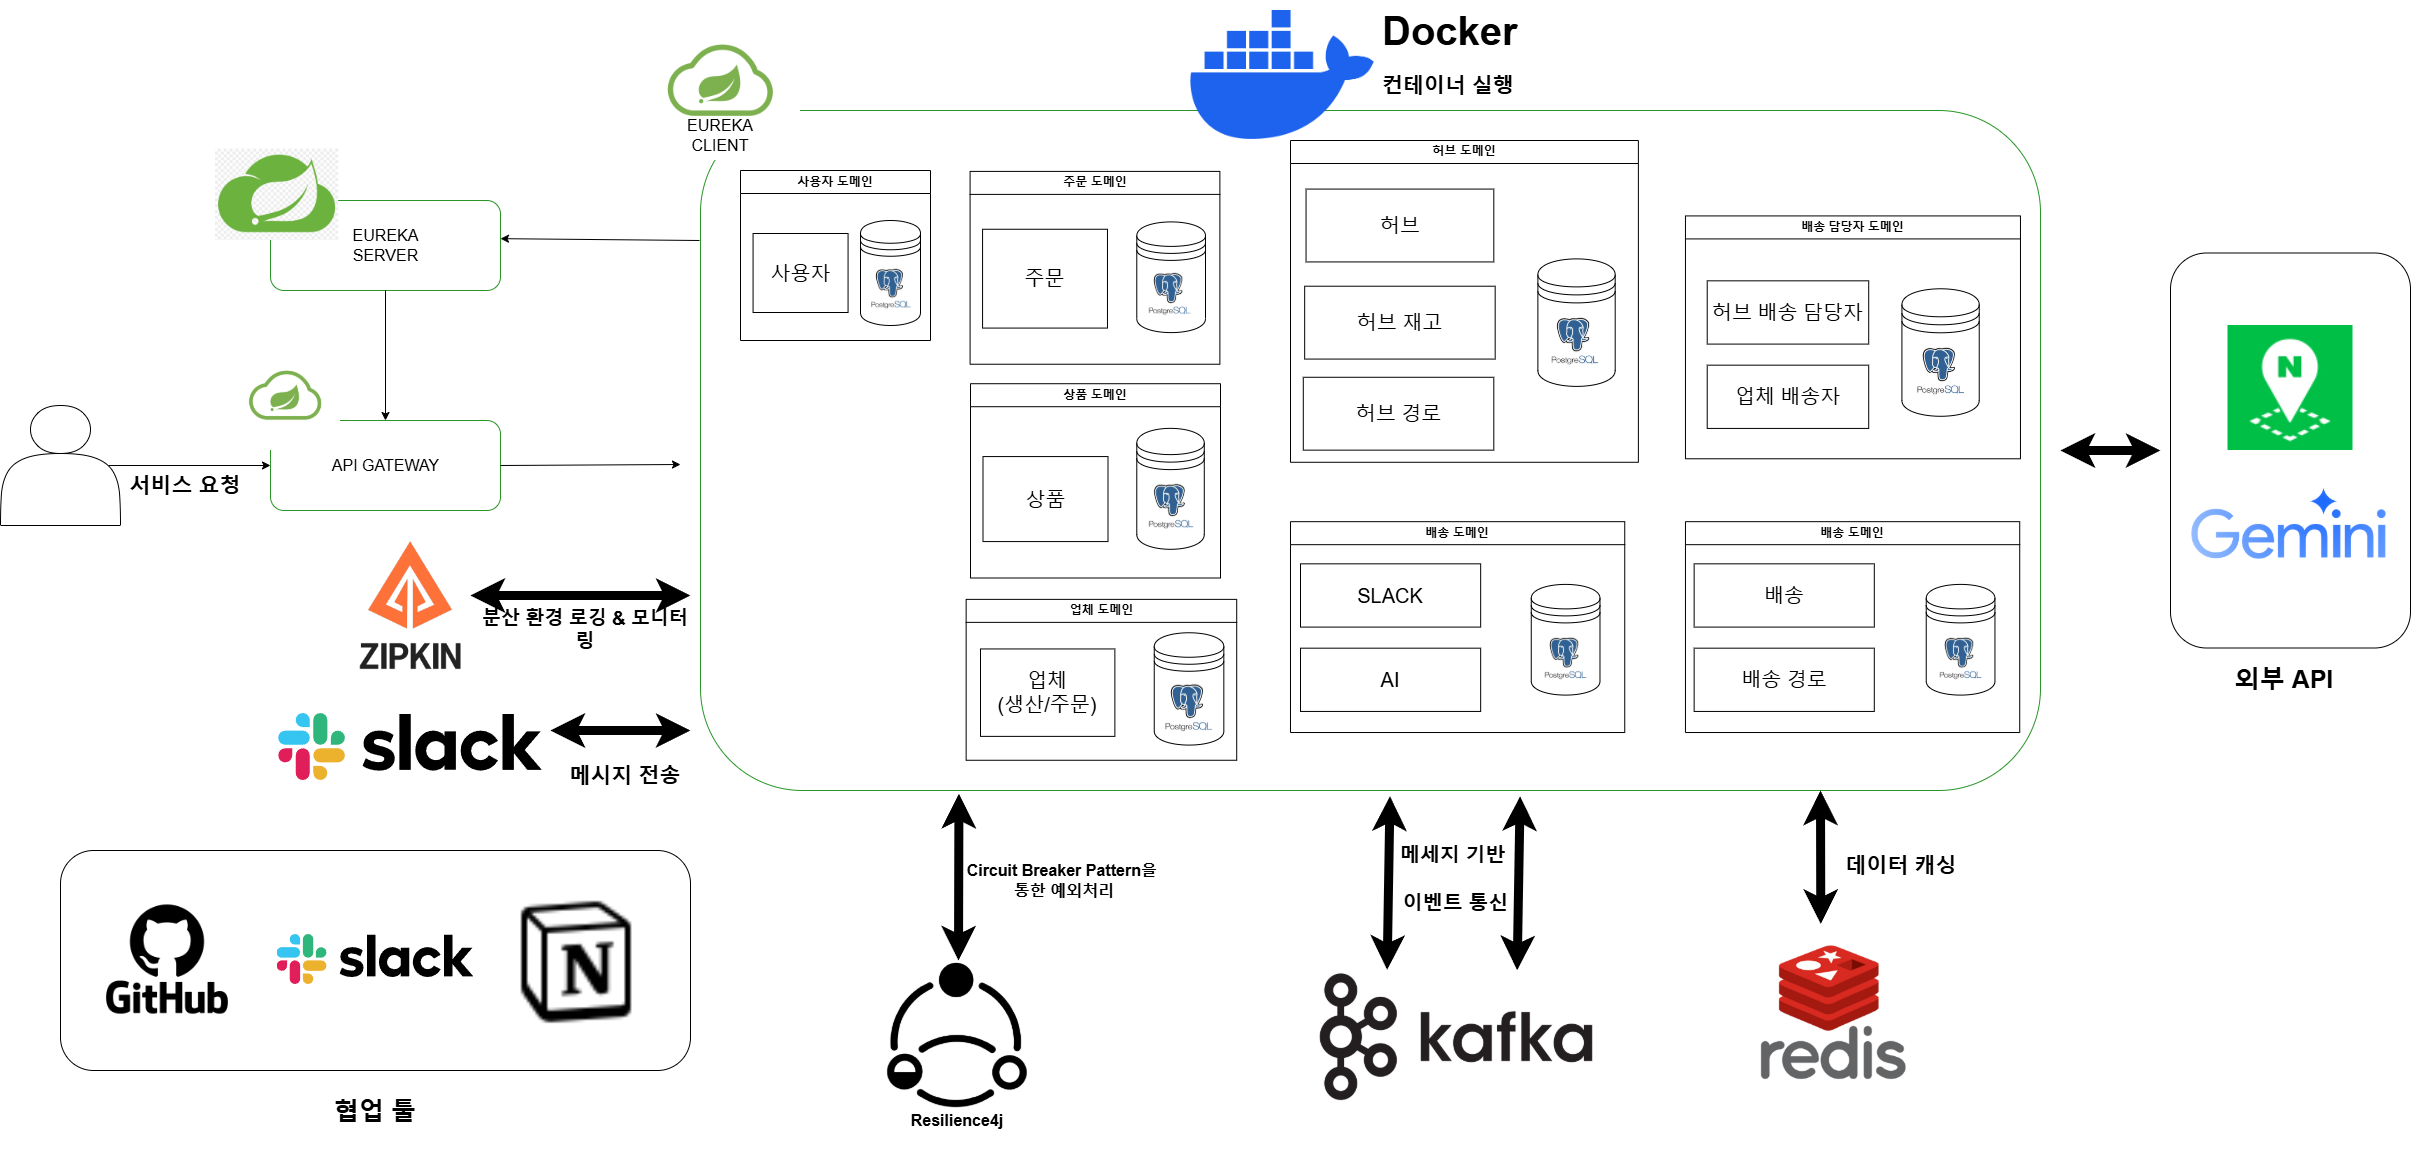 Docker
컨테이너 실행
EUREKA
CLIENT
EUREKA
SERVER
API GATEWAY
서비스 요청
ZIPKIN
분산 환경 로깅 & 모니터
링
slack
메시지 전송
GitHub
slack
N
협업 툴
사용자 도메인
사용자
PostgreSQL
주문 도메인
주문
PostgreSQL
상품 도메인
상품
PostgreSQL
업체 도메인
업체
(생산/주문)
PostgreSQL
허브 도메인
허브
허브 재고
허브 경로
PostgreSQL
배송 담당자 도메인
허브 배송 담당자
업체 배송자
PostgreSQL
배송 도메인
SLACK
AI
PostgreSQL
배송 도메인
배송
배송 경로
PostgreSQL
N
Gemini
외부 API
Circuit Breaker Pattern을
통한 예외처리
Resilience4j
메세지 기반
이벤트 통신
kafka
데이터 캐싱
redis